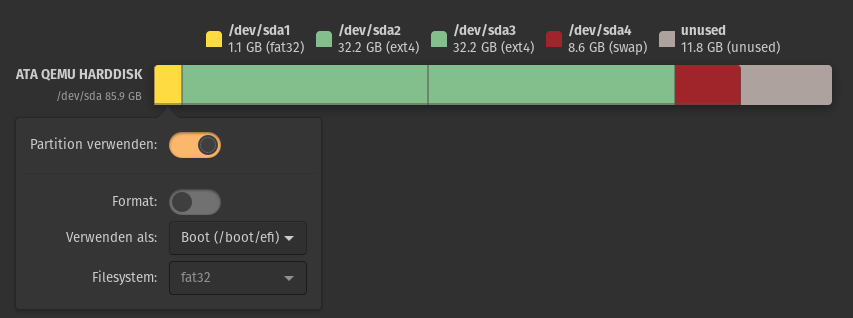 /dev/sda1
1.1 GB (fat32)
/dev/sda2
32.2 GB (ext4)
/dev/sda3
32.2 GB (ext4)
/dev/sda4
8.6 GB (swap)
unused
11.8 GB (unused)
ATA QEMU HARDDISK
/dev/sda 85.9 GB
Partition verwenden:
Format:
Verwenden als: Boot (/boot/efi)
Filesystem: fat32